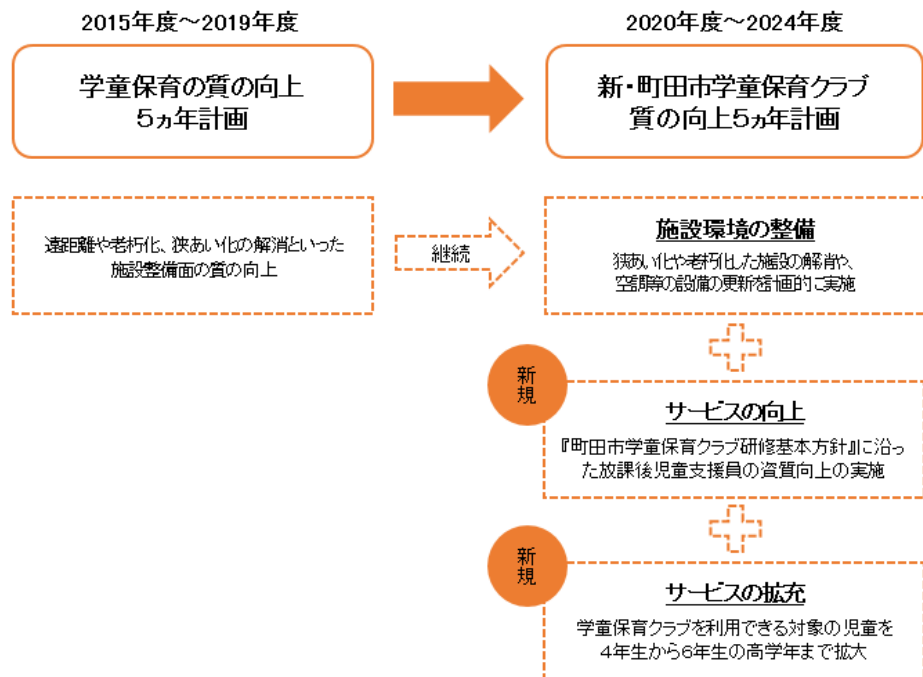 2015年度～2019年度
学童保育の質の向上
5ヵ年計画
2020年度～2024年度
新・町田市学童保育クラブ
質の向上5ヵ年計画
遠距離や老朽化、狭あい化の解消といった
施設整備面の質の向上
継続
施設環境の整備
狭あい化や老朽化した施設の解消や、
空調等の設備の更新を計画的に実施
新規
サービスの向上
『町田市学童保育クラブ研修基本方針』に沿っ
た放課後児童支援員の資質向上の実施
新規
サービスの拡充
学童保育クラブを利用できる対象の児童を
4年生から6年生の高学年まで拡大